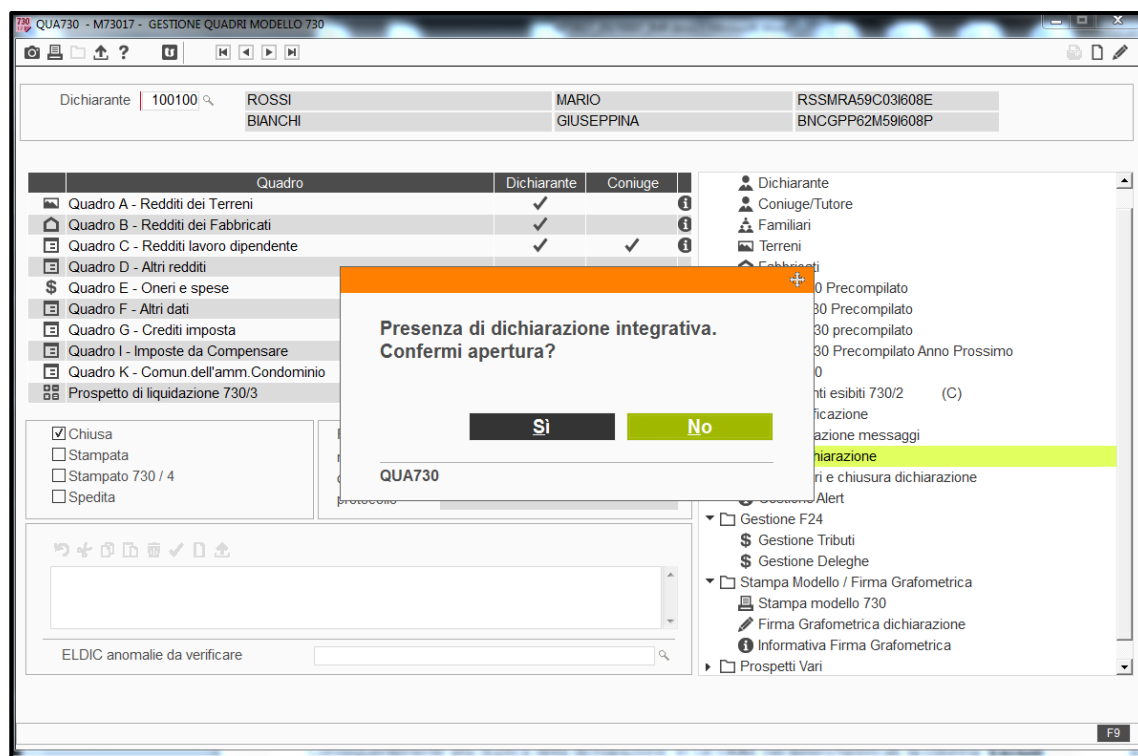 QUA730 - M73017 - GESTIONE QUADRI MODELLO 730
Dichiarante 100100 ROSSI MARIO RSSMRA59C03I608E
BIANCHI GIUSEPPINA BNCGPP62M59I608P
Quadro Dichiarante Coniuge
Quadro A - Redditi dei Terreni
Quadro B - Redditi dei Fabbricati
Quadro C - Redditi lavoro dipendente
Quadro D - Altri redditi
Quadro E - Oneri e spese
Quadro F - Altri dati
Quadro G - Crediti imposta
Quadro I - Imposte da Compensare
Quadro K - Comun.dell'amm.Condominio
Prospetto di liquidazione 730/3
Chiusa
Stampata
Stampato 730 / 4
Spedita
protocollo
ELDIC anomalie da verificare
Presenza di dichiarazione integrativa.
Confermi apertura?
Sì No
QUA730
Dichiarante
Coniuge/Tutore
Familiari
Terreni
Fabbricati
0 Precompilato
30 Precompilato
30 precompilato
30 Precompilato Anno Prossimo
0
nti esibiti 730/2 (C)
ficazione
azione messaggi
hiarazione
ri e chiusura dichiarazione
Gestione Alert
Gestione F24
Gestione Tributi
Gestione Deleghe
Stampa Modello / Firma Grafometrica
Stampa modello 730
Firma Grafometrica dichiarazione
Informativa Firma Grafometrica
Prospetti Vari
F9